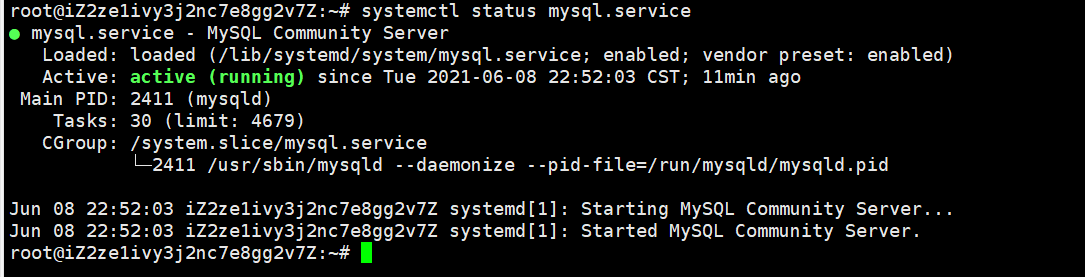 root@iZ2ze1ivy3j2nc7e8gg2v7Z:~# systemctl status mysql.service
● mysql.service - MySQL Community Server
   Loaded: loaded (/lib/systemd/system/mysql.service; enabled; vendor preset: enabled)
   Active: active (running) since Tue 2021-06-08 22:52:03 CST; 11min ago
 Main PID: 2411 (mysqld)
    Tasks: 30 (limit: 4679)
   CGroup: /system.slice/mysql.service
           └─2411 /usr/sbin/mysqld --daemonize --pid-file=/run/mysqld/mysqld.pid

Jun 08 22:52:03 iZ2ze1ivy3j2nc7e8gg2v7Z systemd[1]: Starting MySQL Community Server...
Jun 08 22:52:03 iZ2ze1ivy3j2nc7e8gg2v7Z systemd[1]: Started MySQL Community Server.
root@iZ2ze1ivy3j2nc7e8gg2v7Z:~#